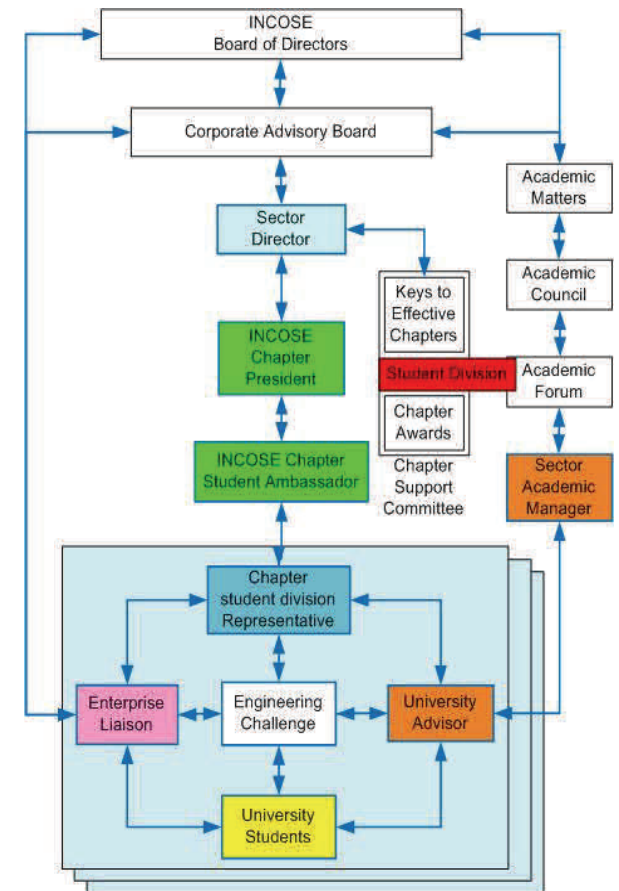 INCOSE
Board of Directors
Corporate Advisory Board
Academic
Matters
Sector
Director
Academic
Council
Keys to
Effective
Chapters
INCOSE
Chapter
President
Student Division
Academic
Forum
Chapter
Awards
INCOSE Chapter
Student Ambassador
Chapter
Support
Committee
Sector
Academic
Manager
Chapter
student division
Representative
Enterprise
Liaison
Engineering
Challenge
University
Advisor
University
Students